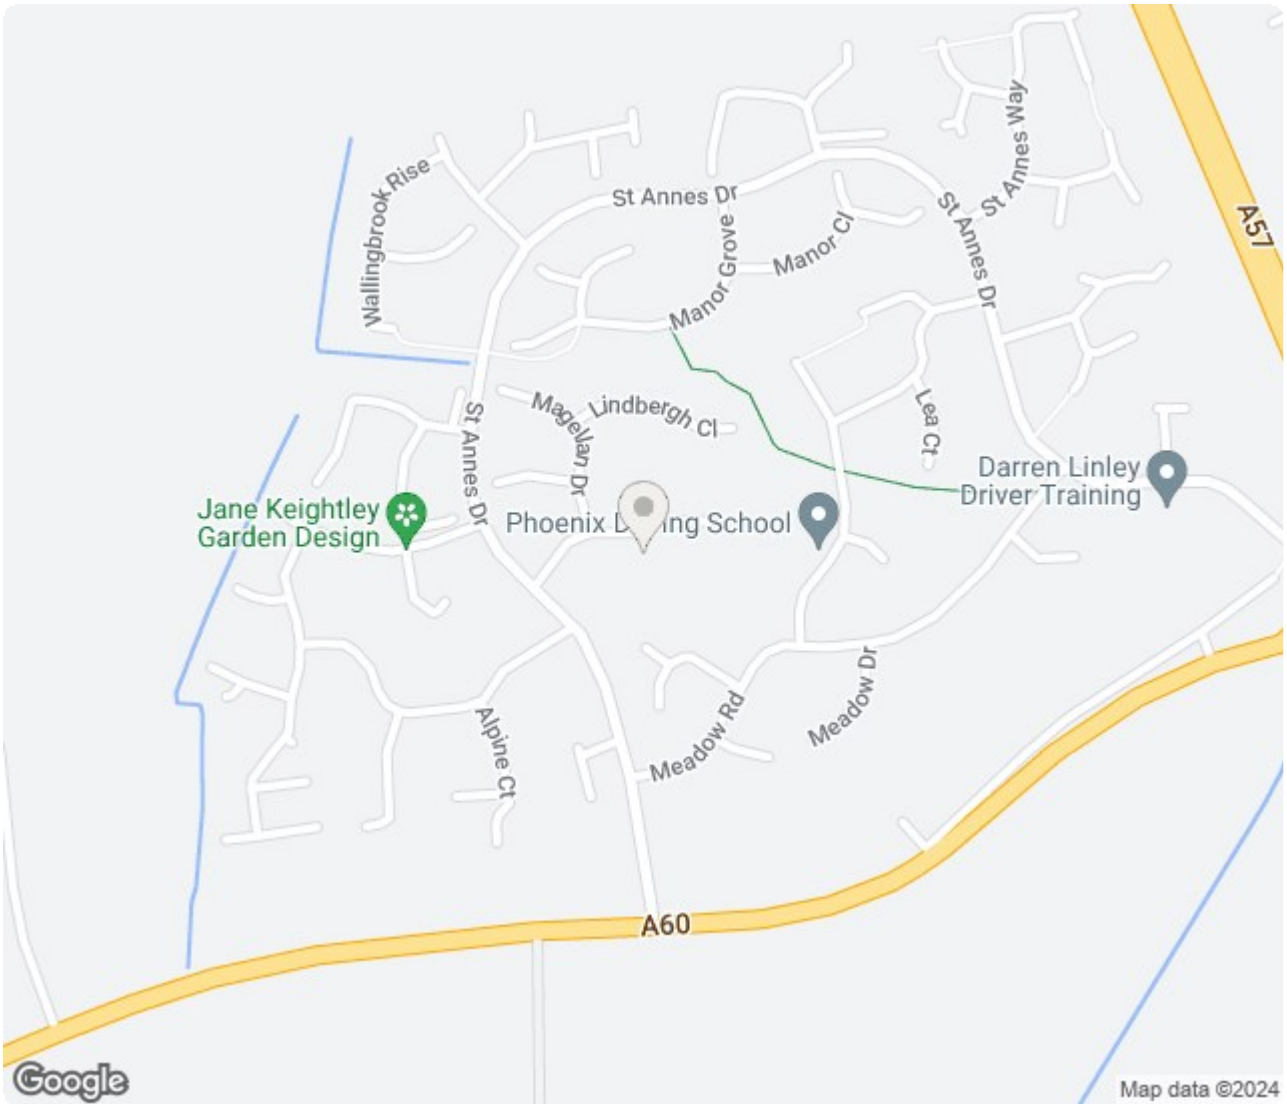 St Annes Way
Wallingbrook Rise
St Annes Dr
A57
St Annes Dr
Manor Grove
Manor Cl
Magellan Dr
Lindbergh Cl
St Annes Dr
Lea Ct
Darren Linley
Driver Training
Jane Keightley
Garden Design
Phoenix D ing School
Meadow Dr
Meadow Rd
Alpine Ct
A60
Google
Map data ©2024